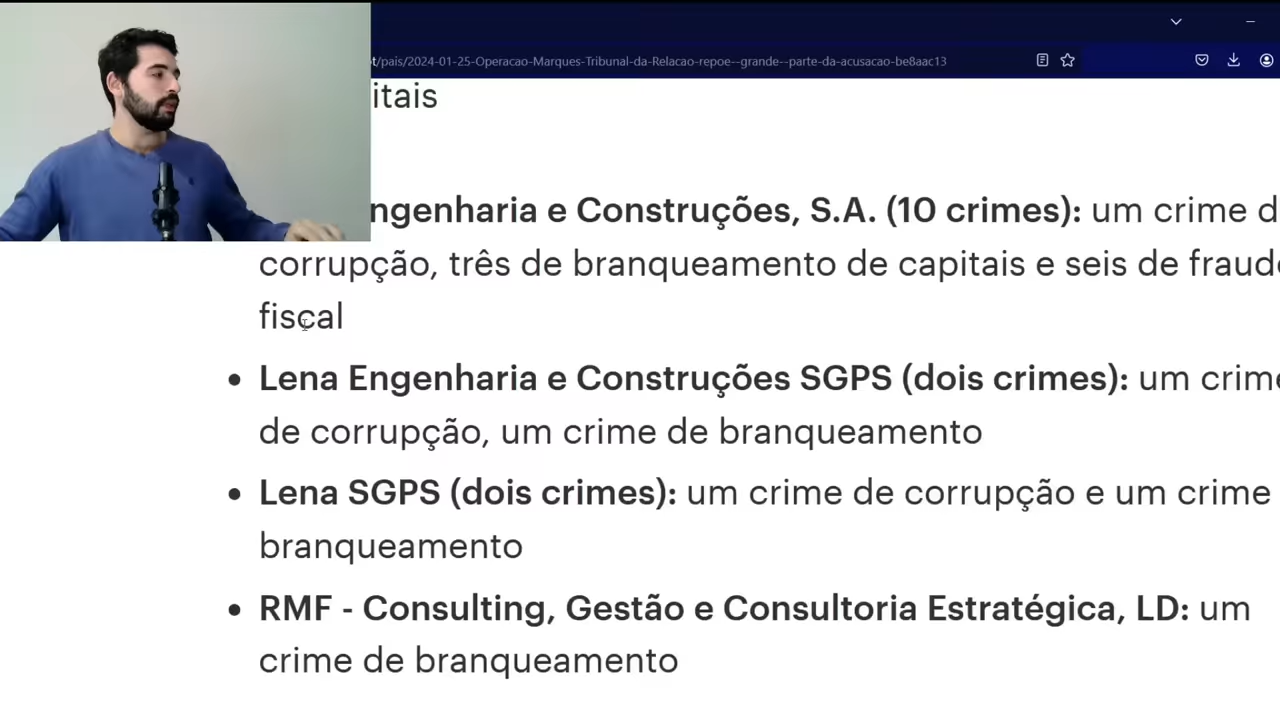 t/pais/2024-01-25-Operacao-Marques-Tribunal-da-Relacao-repoe--grande--parte-da-acusacao-be8aac13
itais
ngenharia e Construções, S.A. (10 crimes): um crime d
corrupção, três de branqueamento de capitais e seis de fraude
fiscal
• Lena Engenharia e Construções SGPS (dois crimes): um crime
de corrupção, um crime de branqueamento
• Lena SGPS (dois crimes): um crime de corrupção e um crime
branqueamento
• RMF - Consulting, Gestão e Consultoria Estratégica, LD: um
crime de branqueamento